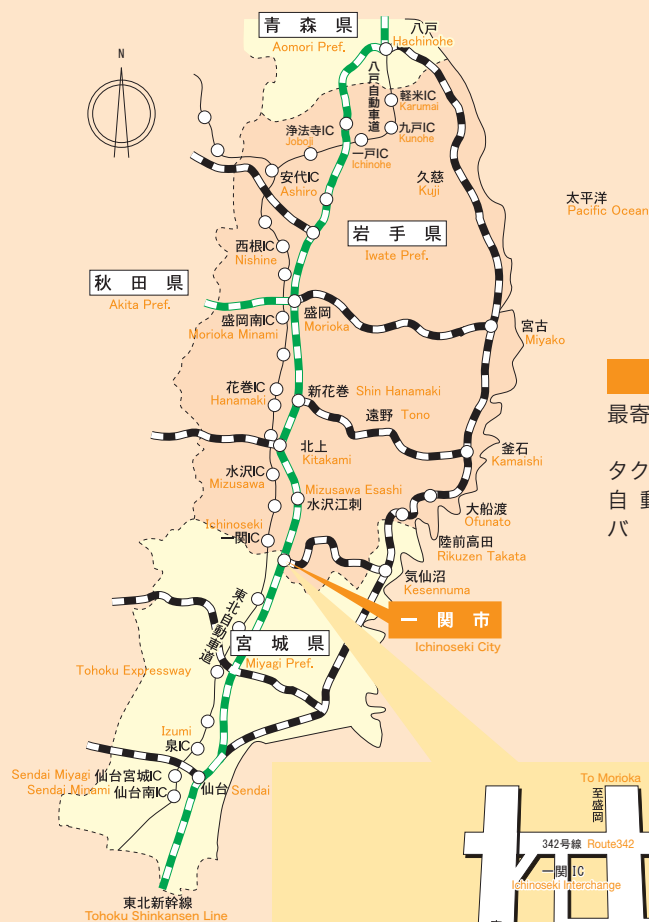 青森県
Aomori Pref.
八戸
Hachinohe
N
八戸自動車道
軽米IC
Karumai
浄法寺IC
Joboji
九戸IC
Kunohe
一戸IC
Ichinohe
安代IC
Ashiro
久慈
Kuji
太平洋
Pacific Ocean
西根IC
Nishine
岩手県
Iwate Pref.
秋田県
Akita Pref.
盛岡
Morioka
盛岡南IC
Morioka Minami
宮古
Miyako
花巻IC
Hanamaki
新花巻 Shin Hanamaki
遠野 Tono
最寄
北上
Kitakami
釜石
Kamaishi
タク
自動
バ
水沢IC
Mizusawa
Mizusawa Esashi
水沢江刺
大船渡
Ofunato
Ichinoseki
一関IC
陸前高田
Rikuzen Takata
気仙沼
Kesennuma
一関市
Ichinoseki City
東北自動車道
宮城県
Miyagi Pref.
Tohoku Expressway
Izumi
泉IC
Sendai Miyagi 仙台宮城IC
Sendai Minami 仙台南IC
仙台 Sendai
To Morioka
至盛岡
342号線 Route342
一関IC
Ichinoseki Interchange
東北新幹線
Tohoku Shinkansen Line